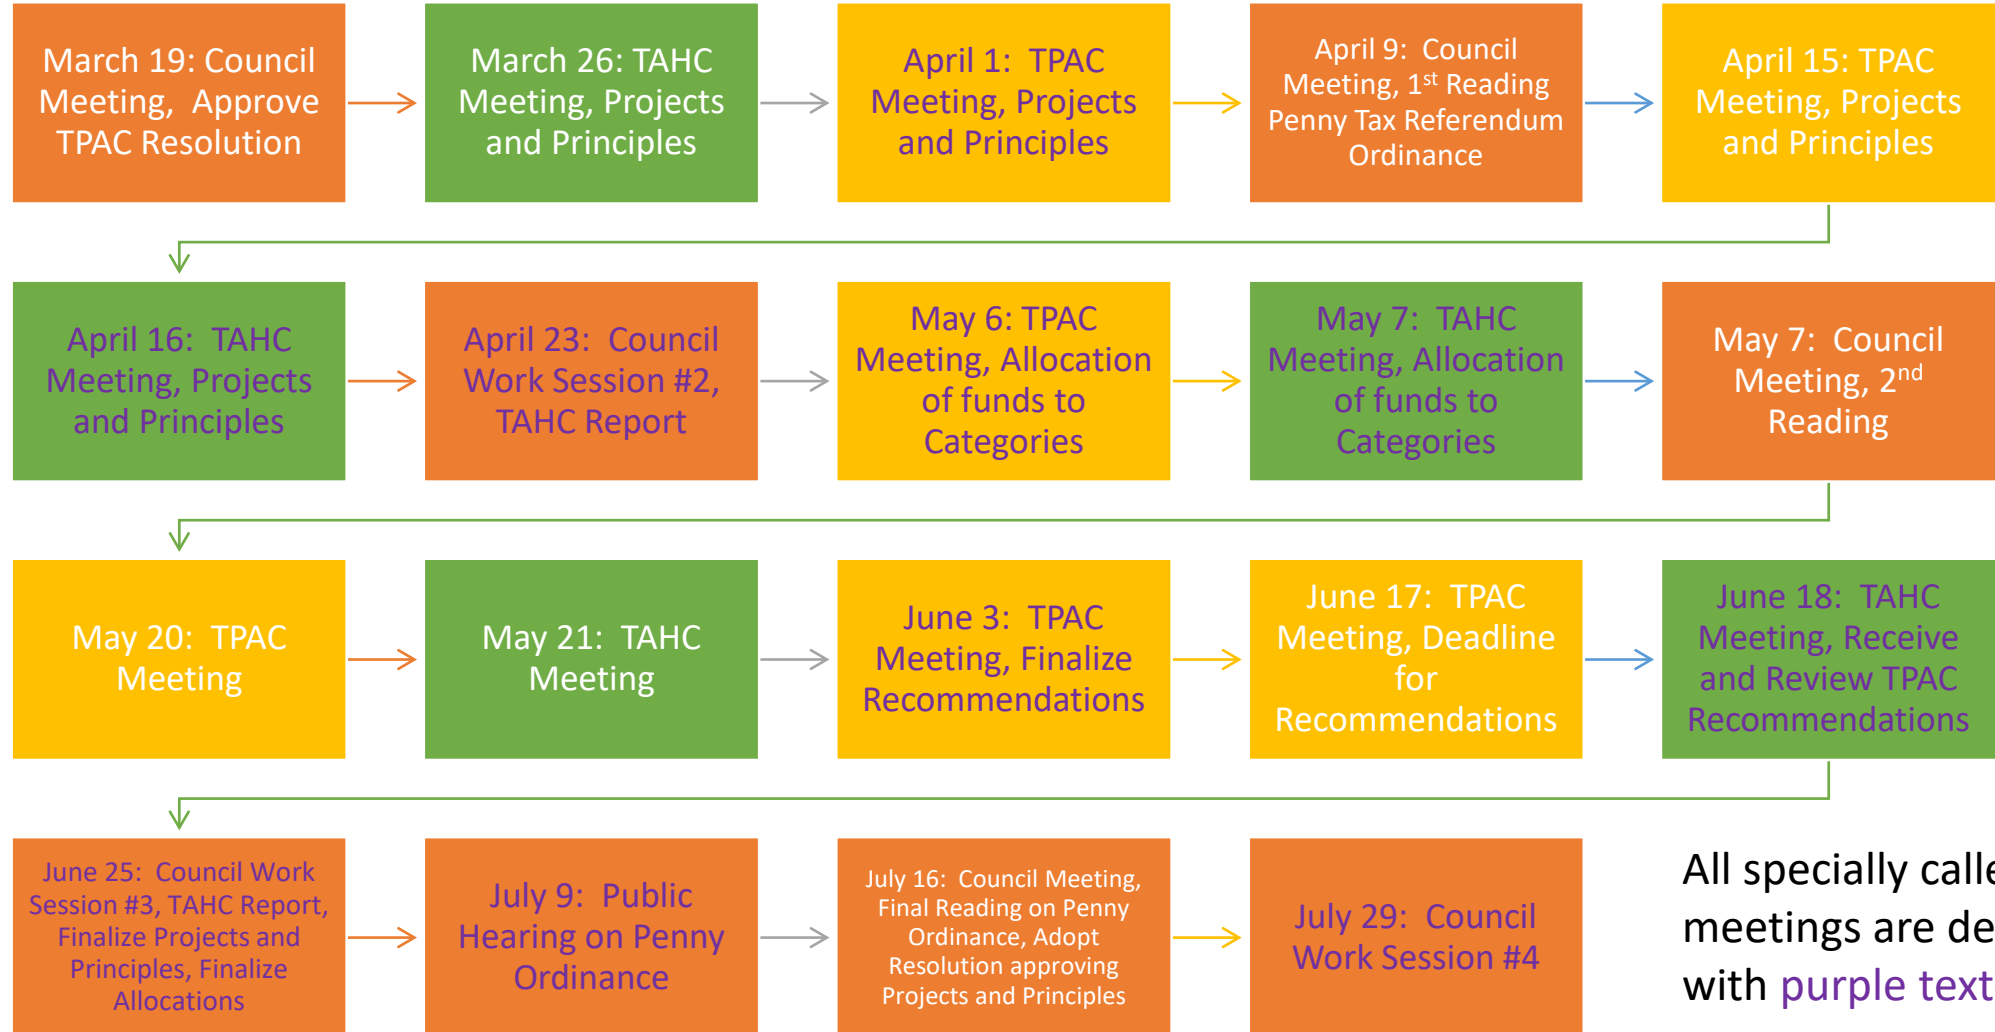 March 19: Council
Meeting, Approve
TPAC Resolution
March 26: TAHC
Meeting, Projects
and Principles
April 1: TPAC
Meeting, Projects
and Principles
April 9: Council
Meeting, 1st Reading
Penny Tax Referendum
Ordinance
April 15: TPAC
Meeting, Projects
and Principles
April 16: TAHC
Meeting, Projects
and Principles
April 23: Council
Work Session #2,
TAHC Report
May 6: TPAC
Meeting, Allocation
of funds to
Categories
May 7: TAHC
Meeting, Allocation
of funds to
Categories
May 7: Council
Meeting, 2nd
Reading
May 20: TPAC
Meeting
May 21: TAHC
Meeting
June 3: TPAC
Meeting, Finalize
Recommendations
June 17: TPAC
Meeting, Deadline
for
Recommendations
June 18: TAHC
Meeting, Receive
and Review TPAC
Recommendations
June 25: Council Work
Session #3, TAHC Report,
Finalize Projects and
Principles, Finalize
Allocations
July 9: Public
Hearing on Penny
Ordinance
July 16: Council Meeting,
Final Reading on Penny
Ordinance, Adopt
Resolution approving
Projects and Principles
July 29: Council
Work Session #4
All specially calle
meetings are de
with purple text